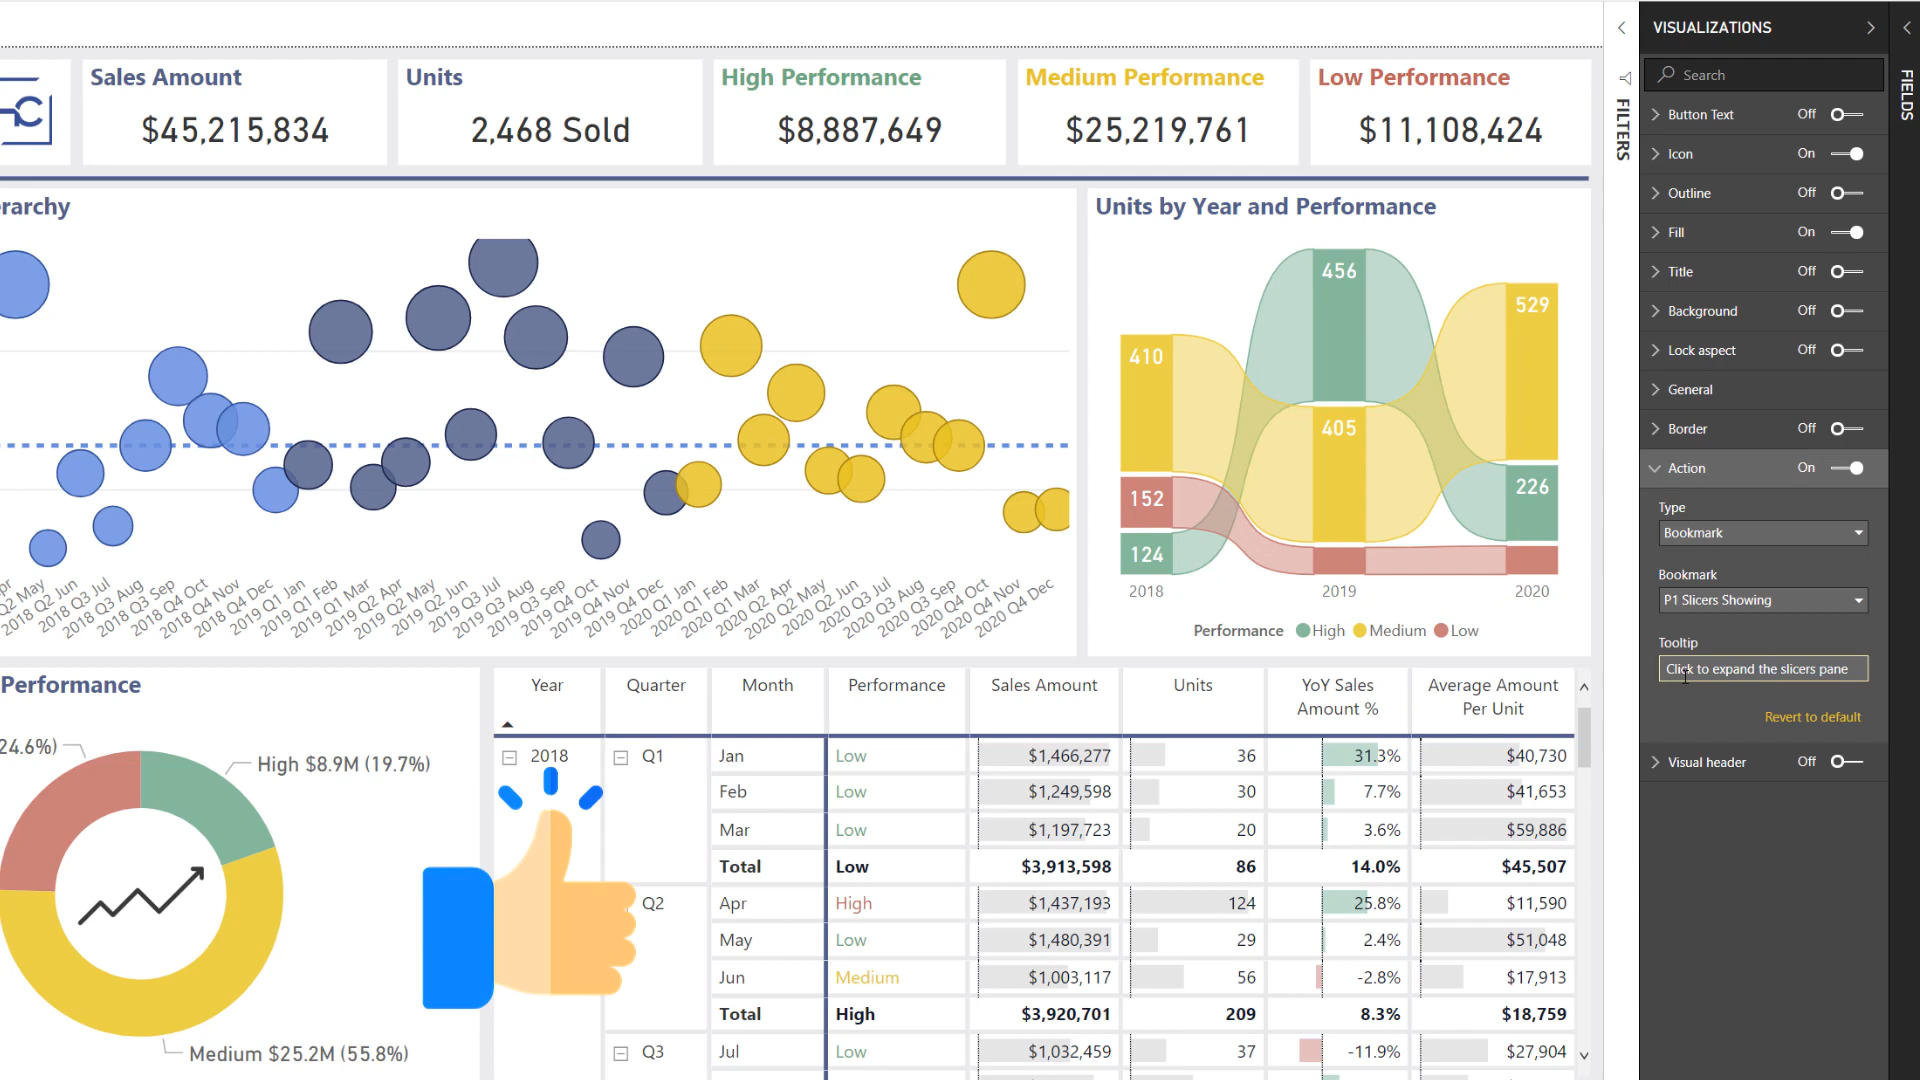 Sales Amount
$45,215,834
Units
2,468 Sold
High Performance
$8,887,649
Medium Performance
$25,219,761
Low Performance
$11,108,424
erarchy
2018 Q2 May
2018 Q2 Jun
2018 Q3 Jul
2018 Q3 Aug
2018 Q3 Sep
2018 Q4 Oct
2018 Q4 Nov
2018 Q4 Dec
2019 Q1 Jan
2019 Q1 Feb
2019 Q1 Mar
2019 Q2 Apr
2019 Q2 May
2019 Q2 Jun
2019 Q3 Jul
2019 Q3 Aug
2019 Q3 Sep
2019 Q4 Oct
2019 Q4 Nov
2019 Q4 Dec
2020 Q1 Jan
2020 Q1 Feb
2020 Q1 Mar
2020 Q2 Apr
2020 Q2 May
2020 Q2 Jun
2020 Q3 Jul
2020 Q3 Aug
2020 Q3 Sep
2020 Q4 Oct
2020 Q4 Nov
2020 Q4 Dec
Units by Year and Performance
410
152
124
456
405
529
226
2018 2019 2020
Performance High Medium Low
Performance
24.6%)
High $8.9M (19.7%)
Medium $25.2M (55.8%)
Year Quarter Month Performance Sales Amount Units YoY Sales Amount % Average Amount Per Unit
2018 Q1 Jan Low $1,466,277 36 31.3% $40,730
Feb Low $1,249,598 30 7.7% $41,653
Mar Low $1,197,723 20 3.6% $59,886
Total Low $3,913,598 86 14.0% $45,507
Q2 Apr High $1,437,193 124 25.8% $11,590
May Low $1,480,391 29 2.4% $51,048
Jun Medium $1,003,117 56 -2.8% $17,913
Total High $3,920,701 209 8.3% $18,759
Q3 Jul Low $1,032,459 37 -11.9% $27,904
FILTERS
VISUALIZATIONS
Search
Button Text Off
Icon On
Outline Off
Fill On
Title Off
Background Off
Lock aspect Off
General
Border Off
Action On
Type
Bookmark
Bookmark
P1 Slicers Showing
Tooltip
Click to expand the slicers pane
Revert to default
Visual header Off
FIELDS